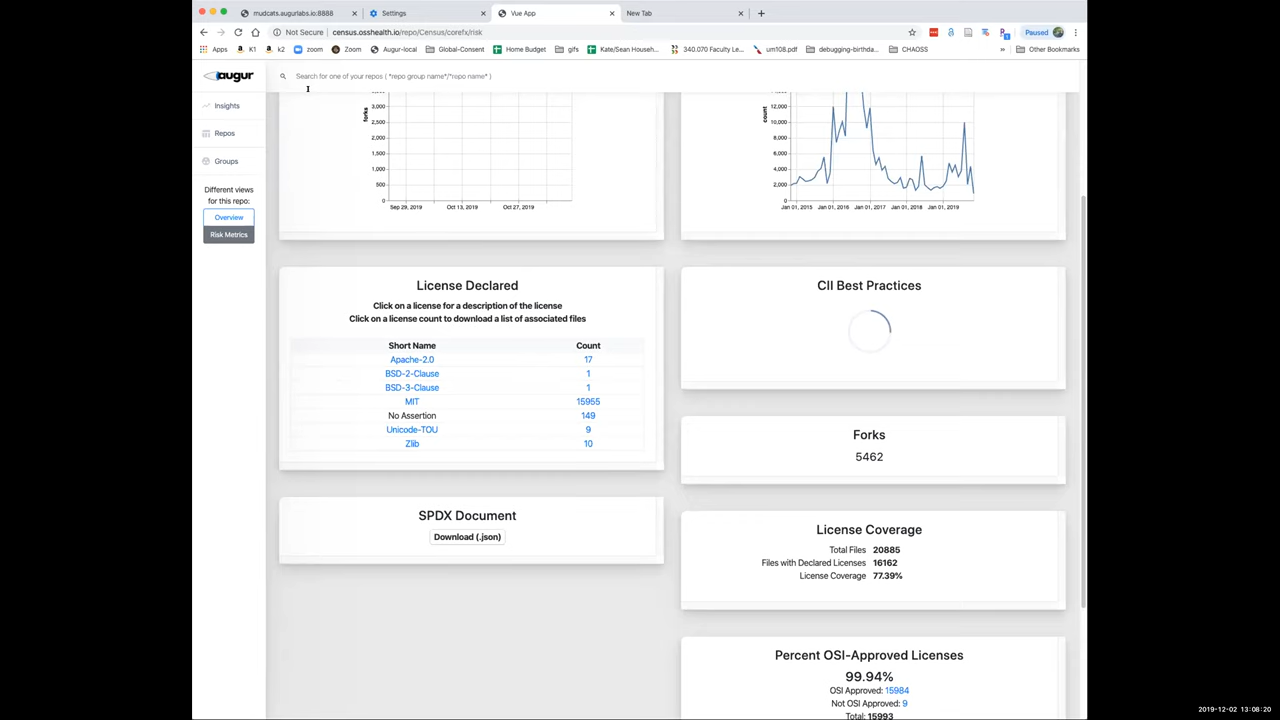 mudcats.augurlabs.io:8888
Settings
Vue App
New Tab
Not Secure census.osshealth.io/repo/Census/corefx/risk
Paused
Apps K1 k2 zoom Zoom Augur-local Global-Consent Home Budget gifs Kate/Sean Househ... 340.070 Faculty Le... um108.pdf debugging-birthda... CHAOSS Other Bookmarks
augur
Search for one of your repos ( *repo group name*/*repo name* )
Insights
Repos
Groups
Different views
for this repo:
Overview
Risk Metrics
forks
3,500
3,000
2,500
2,000
1,500
1,000
500
0
Sep 29, 2019 Oct 13, 2019 Oct 27, 2019
count
12,000
10,000
8,000
6,000
4,000
2,000
0
Jan 01, 2015 Jan 01, 2016 Jan 01, 2017 Jan 01, 2018 Jan 01, 2019
License Declared
Click on a license for a description of the license
Click on a license count to download a list of associated files
Short Name Count
Apache-2.0 17
BSD-2-Clause 1
BSD-3-Clause 1
MIT 15955
No Assertion 149
Unicode-TOU 9
Zlib 10
SPDX Document
Download (.json)
CII Best Practices
Forks
5462
License Coverage
Total Files 20885
Files with Declared Licenses 16162
License Coverage 77.39%
Percent OSI-Approved Licenses
99.94%
OSI Approved: 15984
Not OSI Approved: 9
Total: 15993
2019-12-02 13:08:20